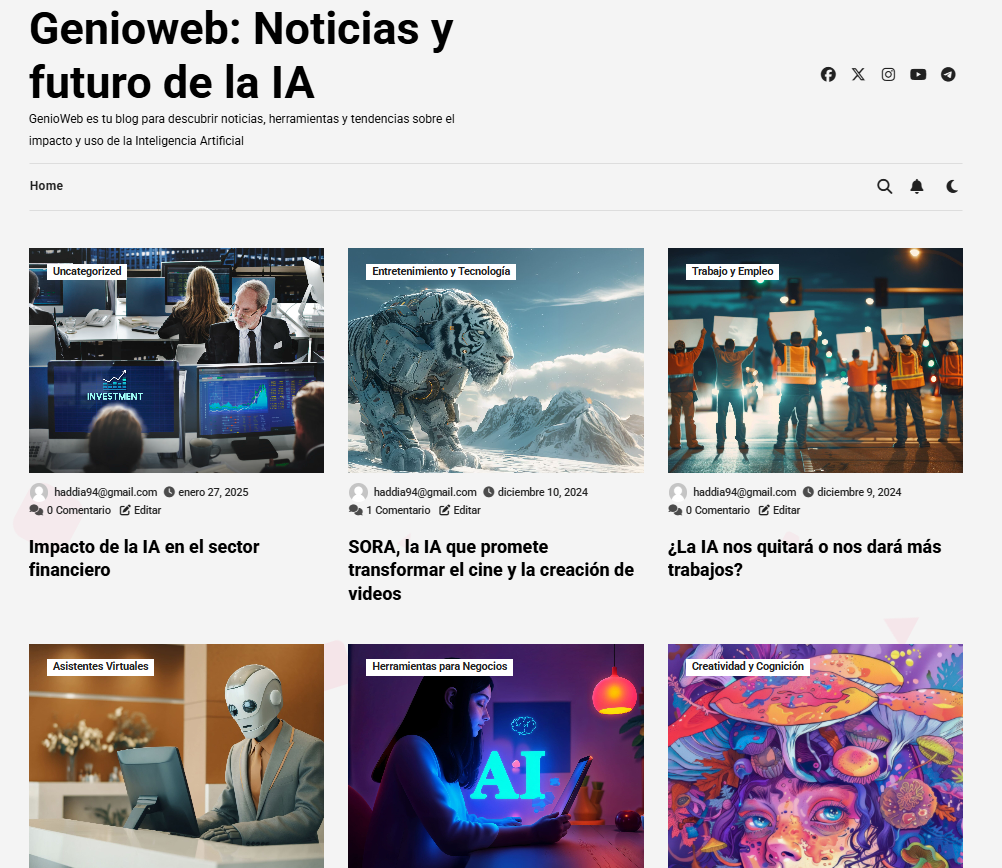 Genioweb: Noticias y
futuro de la IA
GenioWeb es tu blog para descubrir noticias, herramientas y tendencias sobre el
impacto y uso de la Inteligencia Artificial
Home
Uncategorized
INVESTMENT
haddia94@gmail.com enero 27, 2025
0 Comentario Editar
Impacto de la IA en el sector
financiero
Entretenimiento y Tecnología
haddia94@gmail.com diciembre 10, 2024
1 Comentario Editar
SORA, la IA que promete
transformar el cine y la creación de
videos
Trabajo y Empleo
haddia94@gmail.com diciembre 9, 2024
0 Comentario Editar
¿La IA nos quitará o nos dará más
trabajos?
Asistentes Virtuales
Herramientas para Negocios
AI
Creatividad y Cognición